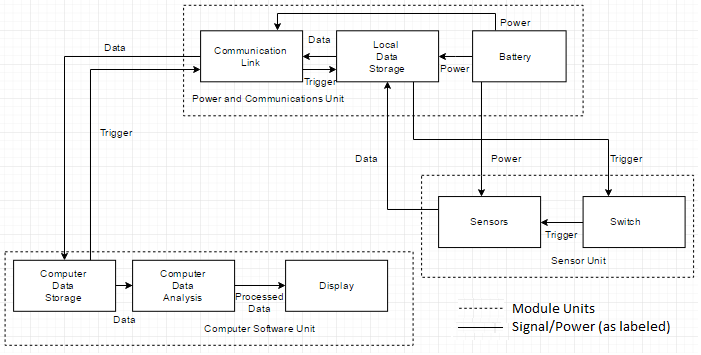 Power
Data
Data
Communication
Link
Local
Data
Storage
Battery
Power
Trigger
Power and Communications Unit
Trigger
Data
Power
Trigger
Sensors
Switch
Trigger
Sensor Unit
Computer
Data
Storage
Computer
Data
Analysis
Display
Processed
Data
Data
Computer Software Unit
Module Units
Signal/Power (as labeled)